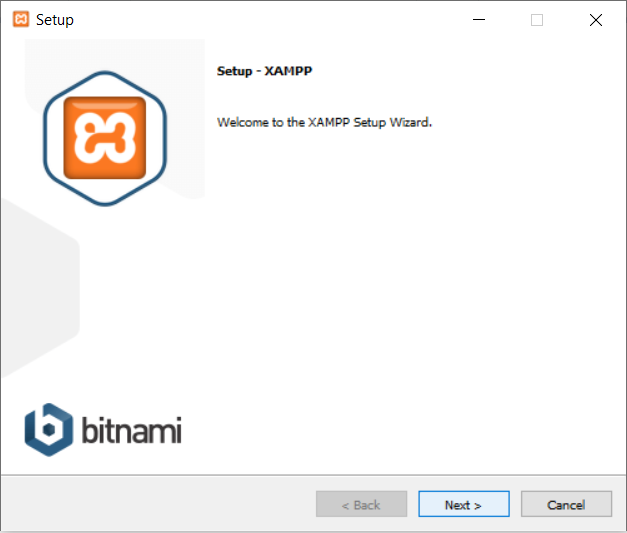 Setup
Setup - XAMPP
Welcome to the XAMPP Setup Wizard.
bitnami
< Back
Next >
Cancel